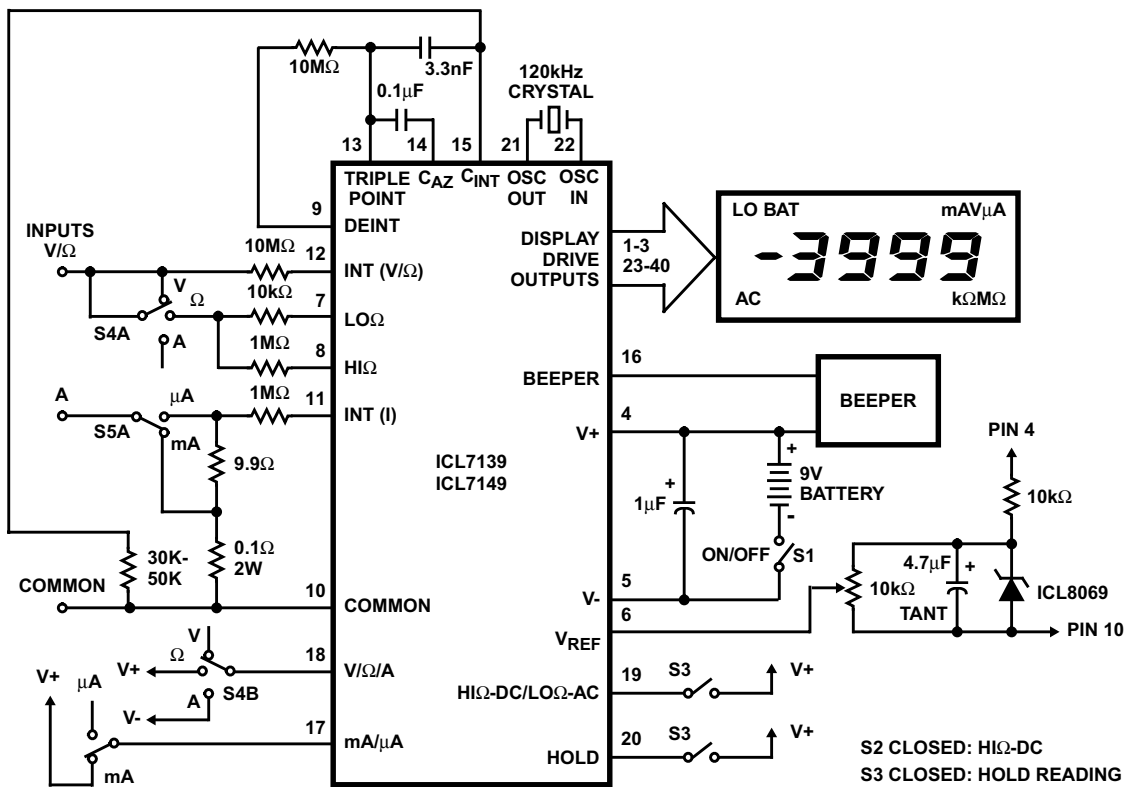 10MΩ
3.3nF
0.1µF
120kHz
CRYSTAL
13
14
15
21
22
TRIPLE
POINT
CAZ
CINT
OSC
OUT
OSC
IN
9
DEINT
INPUTS
V/Ω
10MΩ
12
INT (V/Ω)
10kΩ
7
LOΩ
V
Ω
S4A
A
1MΩ
8
HIΩ
1MΩ
11
INT (I)
A
µA
S5A
mA
9.9Ω
0.1Ω
2W
30K-
50K
COMMON
10
COMMON
V
Ω
V+
18
V/Ω/A
S4B
A
V-
V+
µA
17
mA/µA
mA
ICL7139
ICL7149
DISPLAY
DRIVE
OUTPUTS
1-3
23-40
LO BAT
mAVµA
-3999
AC
kΩMΩ
16
BEEPER
BEEPER
4
V+
+
1µF
+
9V
BATTERY
-
ON/OFF
S1
5
V-
6
VREF
PIN 4
10kΩ
10kΩ
4.7µF
+
TANT
ICL8069
PIN 10
19
HIΩ-DC/LOΩ-AC
S3
V+
20
HOLD
S3
V+
S2 CLOSED: HIΩ-DC
S3 CLOSED: HOLD READING